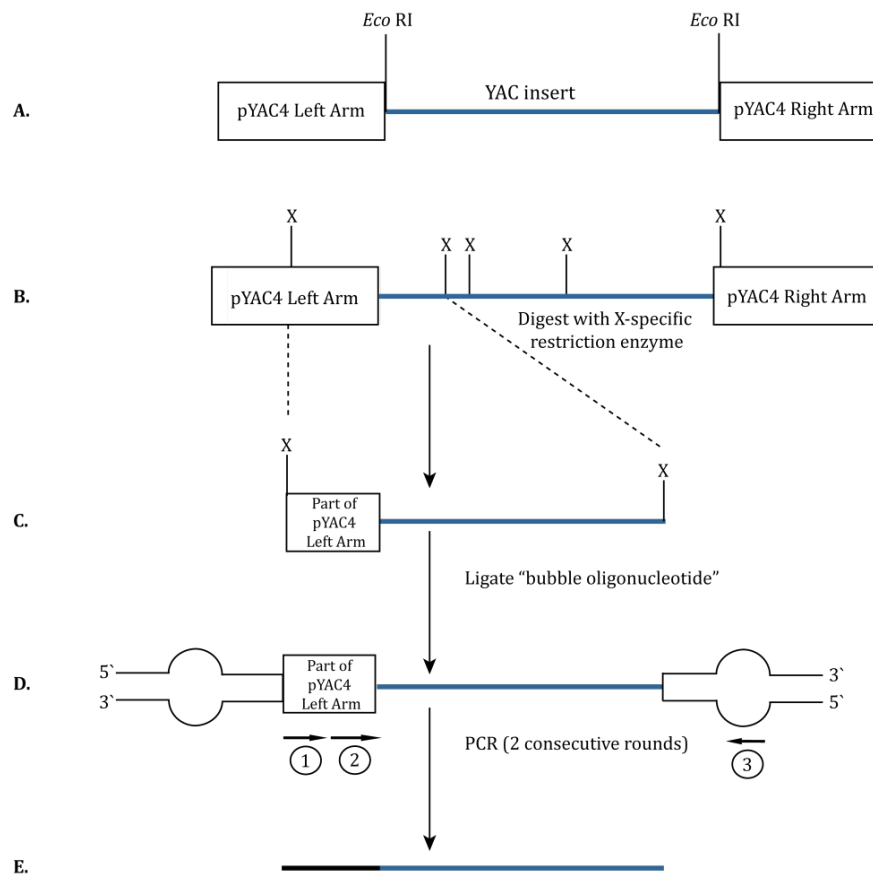 Eco RI
Eco RI
A.
pYAC4 Left Arm
YAC insert
pYAC4 Right Arm
X
X
X
X
X
B.
pYAC4 Left Arm
pYAC4 Right Arm
Digest with X-specific
restriction enzyme
X
X
C.
Part of
pYAC4
Left Arm
Ligate “bubble oligonucleotide”
D.
5`
3`
Part of
pYAC4
Left Arm
3`
5`
1
2
PCR (2 consecutive rounds)
3
E.